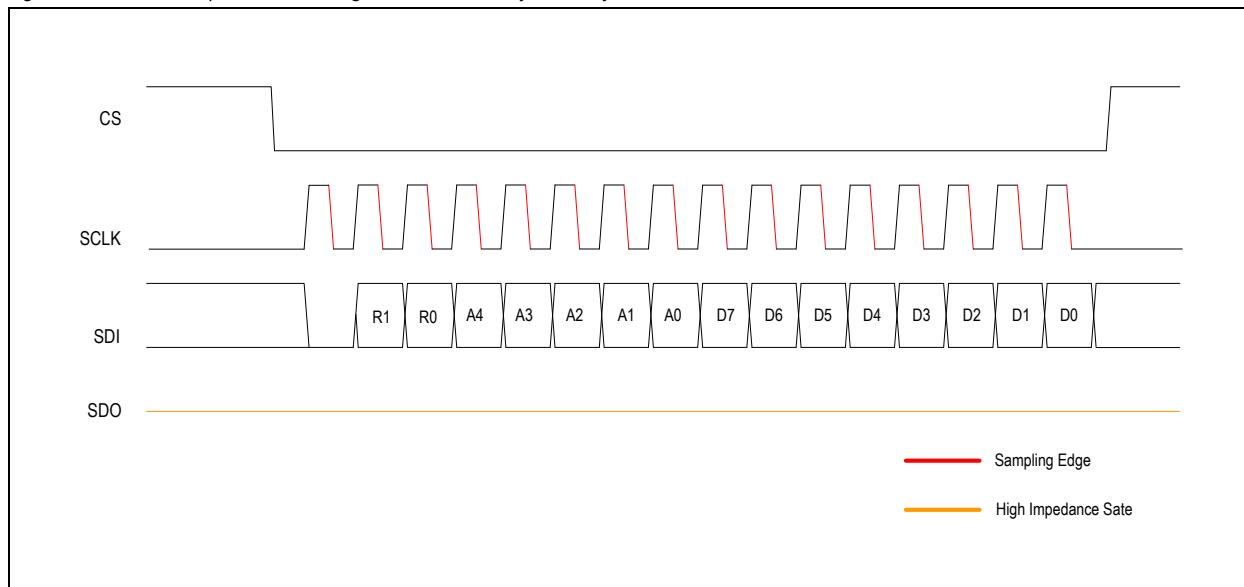 CS
SCLK
SDI
R1 R0 A4 A3 A2 A1 A0 D7 D6 D5 D4 D3 D2 D1 D0
SDO
Sampling Edge
High Impedance Sate